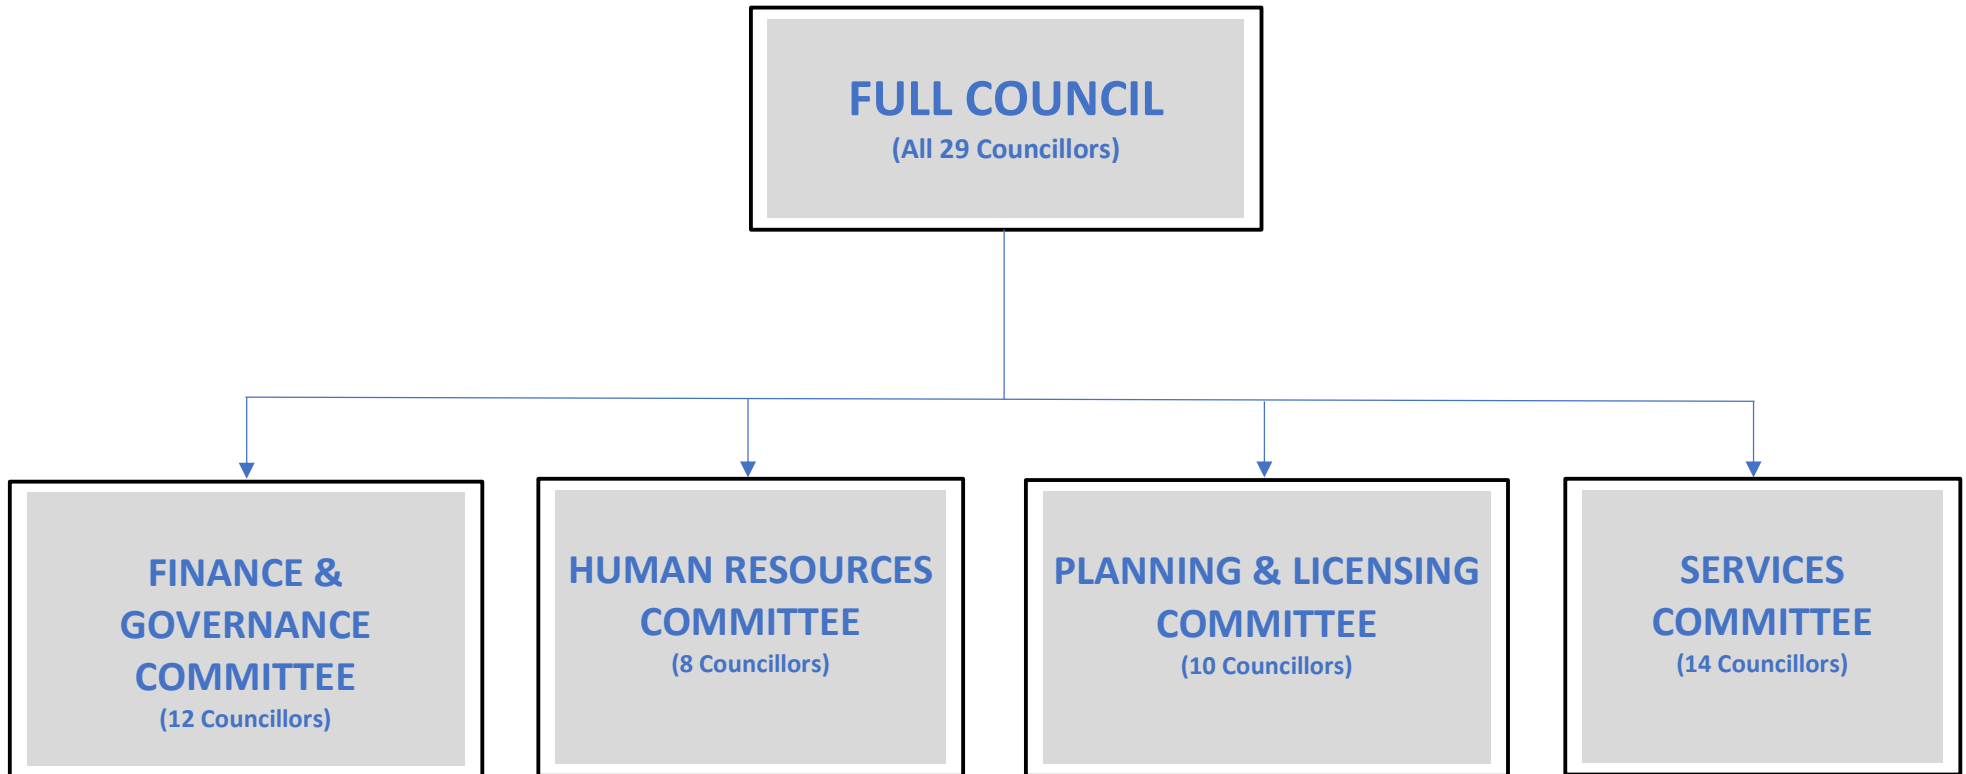 FULL COUNCIL
(All 29 Councillors)
FINANCE &
GOVERNANCE
COMMITTEE
(12 Councillors)
HUMAN RESOURCES
COMMITTEE
(8 Councillors)
PLANNING & LICENSING
COMMITTEE
(10 Councillors)
SERVICES
COMMITTEE
(14 Councillors)